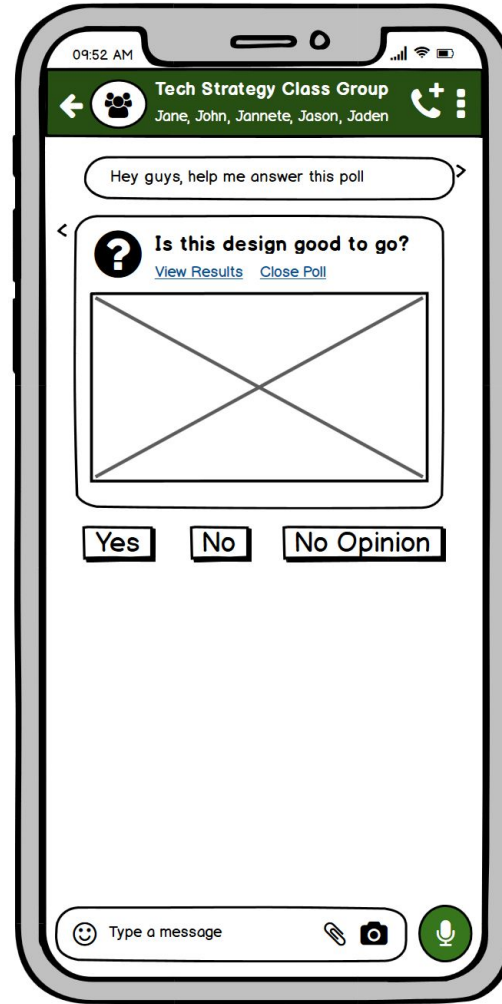 09:52 AM
Tech Strategy Class Group
Jane, John, Jannete, Jason, Jaden
Hey guys, help me answer this poll
Is this design good to go?
View Results Close Poll
Yes No No Opinion
Type a message